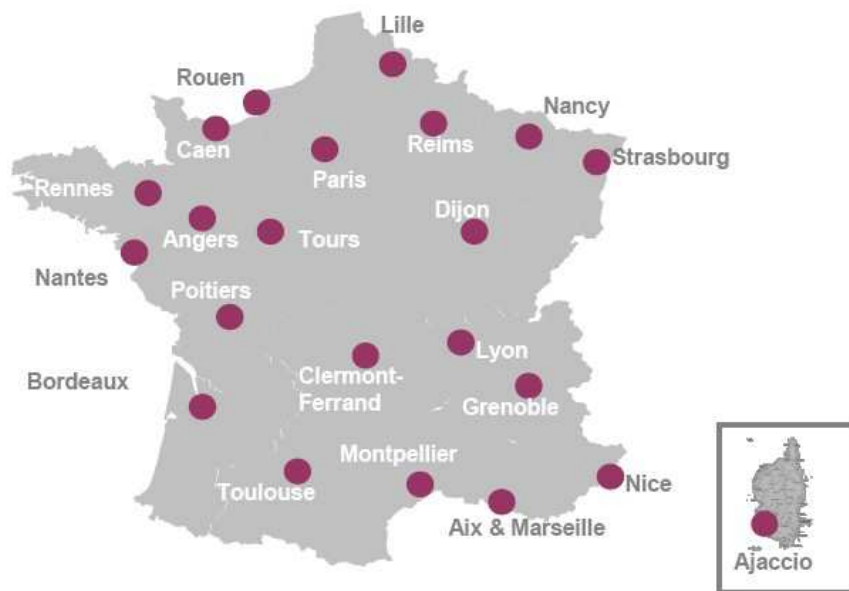 Lille
Rouen
Nancy
Caen
Reims
Strasbourg
Paris
Rennes
Dijon
Angers
Tours
Nantes
Poitiers
Lyon
Bordeaux
Clermont-
Ferrand
Grenoble
Montpellier
Toulouse
Nice
Aix & Marseille
Ajaccio